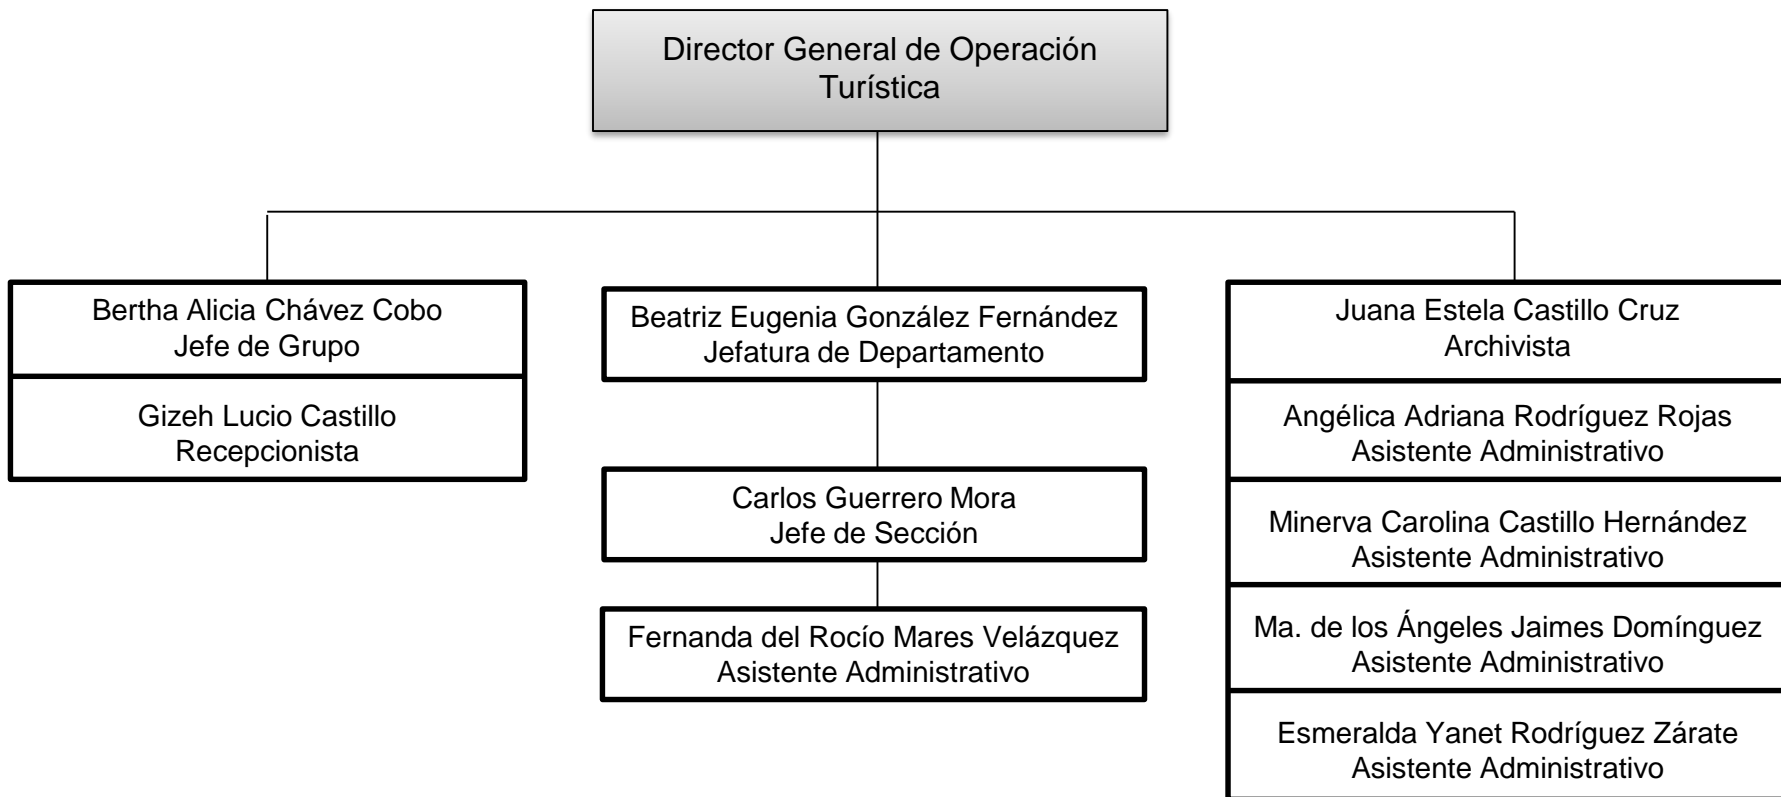 Director General de Operación
Turística
Bertha Alicia Chávez Cobo
Jefe de Grupo
Gizeh Lucio Castillo
Recepcionista
Beatriz Eugenia González Fernández
Jefatura de Departamento
Carlos Guerrero Mora
Jefe de Sección
Fernanda del Rocío Mares Velázquez
Asistente Administrativo
Juana Estela Castillo Cruz
Archivista
Angélica Adriana Rodríguez Rojas
Asistente Administrativo
Minerva Carolina Castillo Hernández
Asistente Administrativo
Ma. de los Ángeles Jaimes Domínguez
Asistente Administrativo
Esmeralda Yanet Rodríguez Zárate
Asistente Administrativo